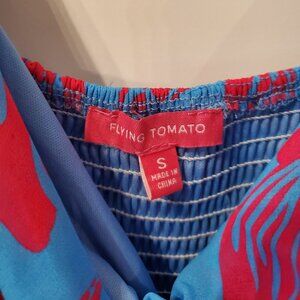 FLYING TOMATO
S
MADE IN
CHINA